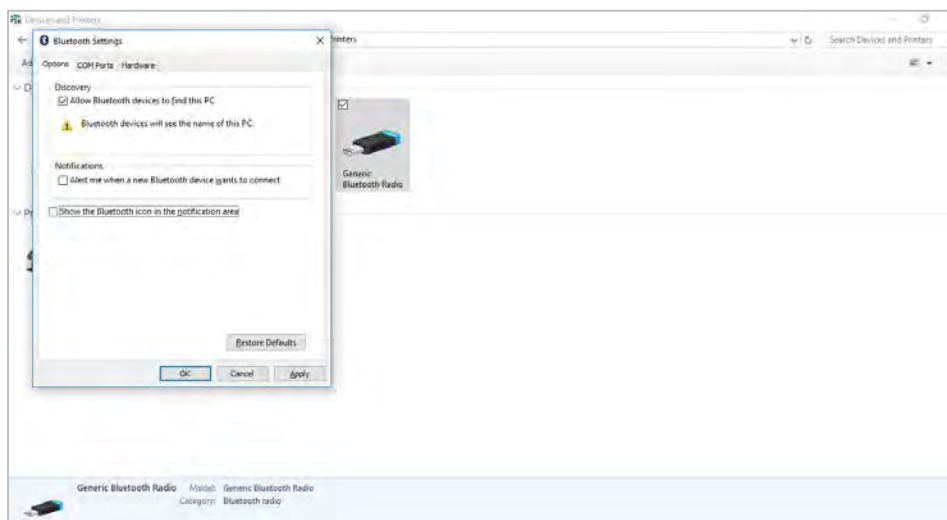 Devices and Printers
Bluetooth Settings
Printers
Search Devices and Printers
Ad
Options COM Ports Hardware
D
Discovery
Allow Bluetooth devices to find this PC
Bluetooth devices will see the name of this PC.
Notifications
Alert me when a new Bluetooth device wants to connect
Show the Bluetooth icon in the notification area
Generic
Bluetooth Radio
Pr
Restore Defaults
OK Cancel Apply
Generic Bluetooth Radio Model: Generic Bluetooth Radio
Category: Bluetooth radio